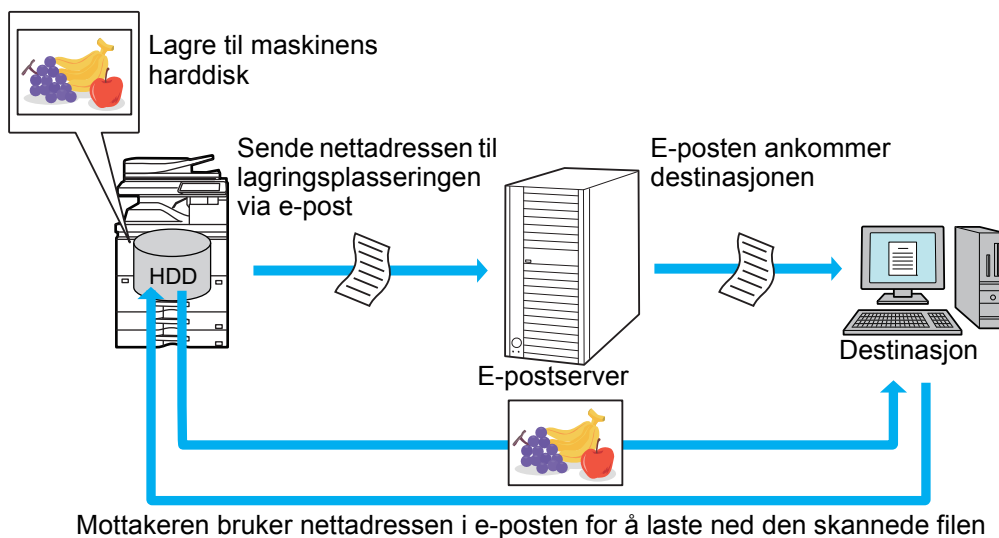 Lagre til maskinens
harddisk
Sende nettadressen til
lagringsplasseringen
via e-post
E-posten ankommer
destinasjonen
HDD
E-postserver
Destinasjon
Mottakeren bruker nettadressen i e-posten for å laste ned den skannede filen